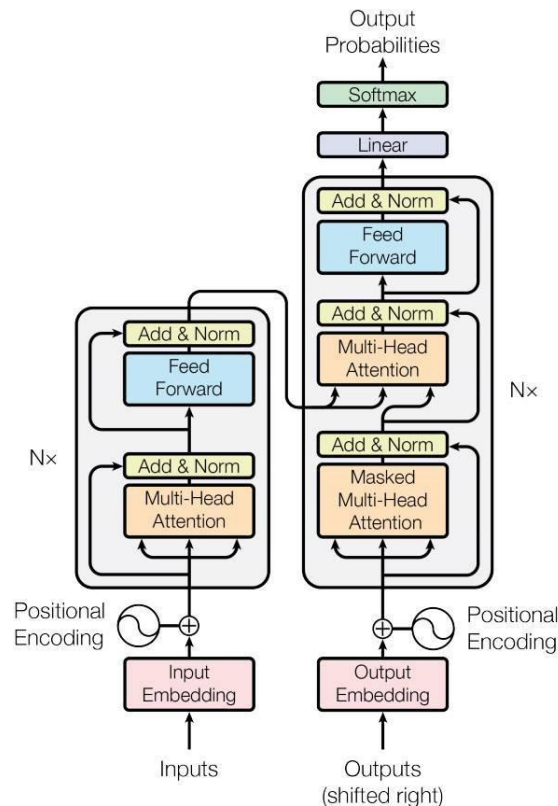 Output
Probabilities
Softmax
Linear
Add & Norm
Feed
Forward
Add & Norm
Multi-Head
Attention
Add & Norm
Masked
Multi-Head
Attention
N×
Add & Norm
Feed
Forward
Add & Norm
Multi-Head
Attention
N×
Positional
Encoding
Positional
Encoding
Input
Embedding
Output
Embedding
Inputs
Outputs
(shifted right)